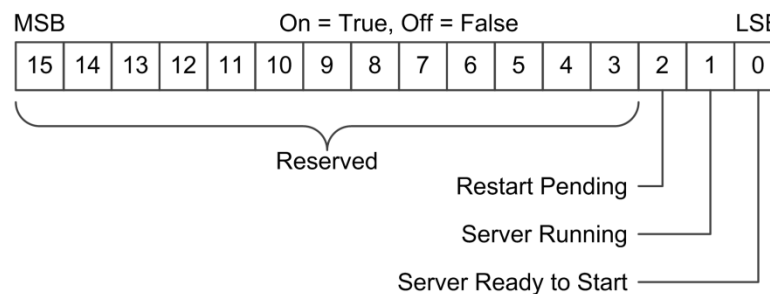 MSB On = True, Off = False LSB
15 14 13 12 11 10 9 8 7 6 5 4 3 2 1 0
Reserved
Restart Pending
Server Running
Server Ready to Start